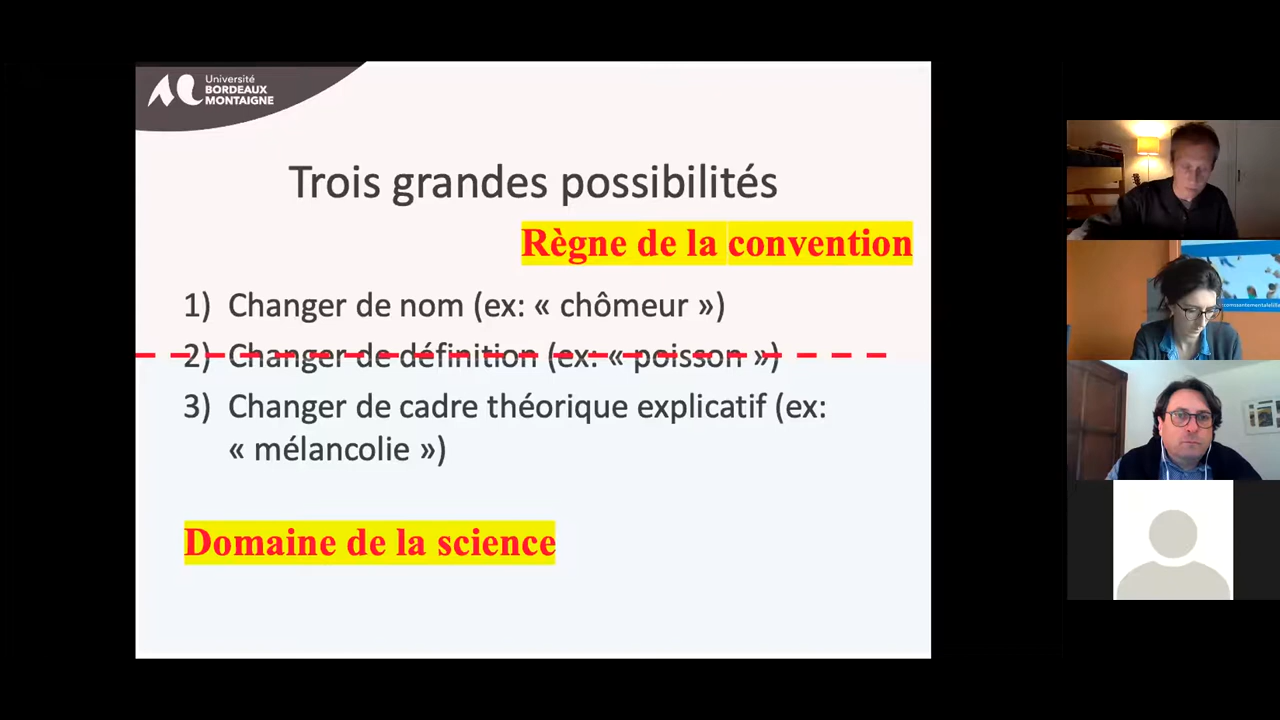 Université
BORDEAUX
MONTAIGNE
Trois grandes possibilités
Règne de la convention
1) Changer de nom (ex: « chômeur »)
2) Changer de définition (ex: « poisson »)
3) Changer de cadre théorique explicatif (ex:
« mélancolie »)
Domaine de la science